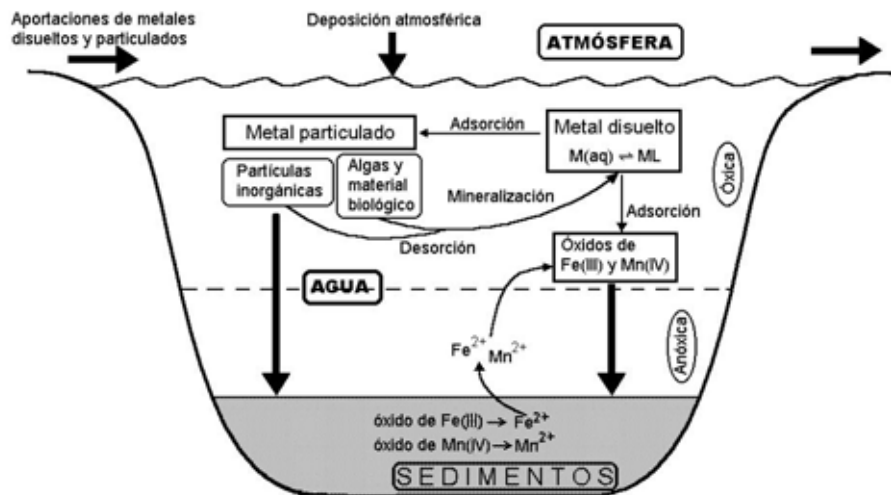 Aportaciones de metales
disueltos y particulados
Deposición atmosférica
ATMÓSFERA
Metal particulado
Adsorción
Metal disuelto
M(aq) ⇌ ML
Óxica
Partículas
inorgánicas
Algas y
material
biológico
Mineralización
Desorción
Adsorción
Óxidos de
Fe(III) y Mn(IV)
AGUA
Anóxica
Fe²⁺ Mn²⁺
óxido de Fe(III) → Fe²⁺
óxido de Mn(IV) → Mn²⁺
SEDIMENTOS